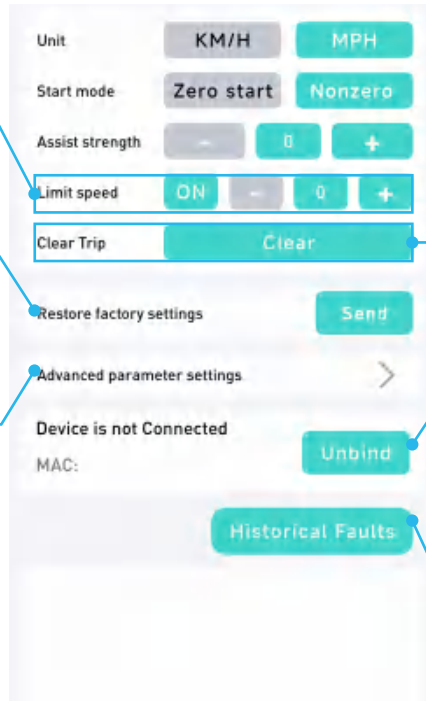 Unit KM/H MPH
Start mode Zero start Nonzero
Assist strength - 0 +
Limit speed ON - 0 +
Clear Trip Clear
Restore factory settings Send
Advanced parameter settings >
Device is not Connected
MAC: Unbind
Historical Faults